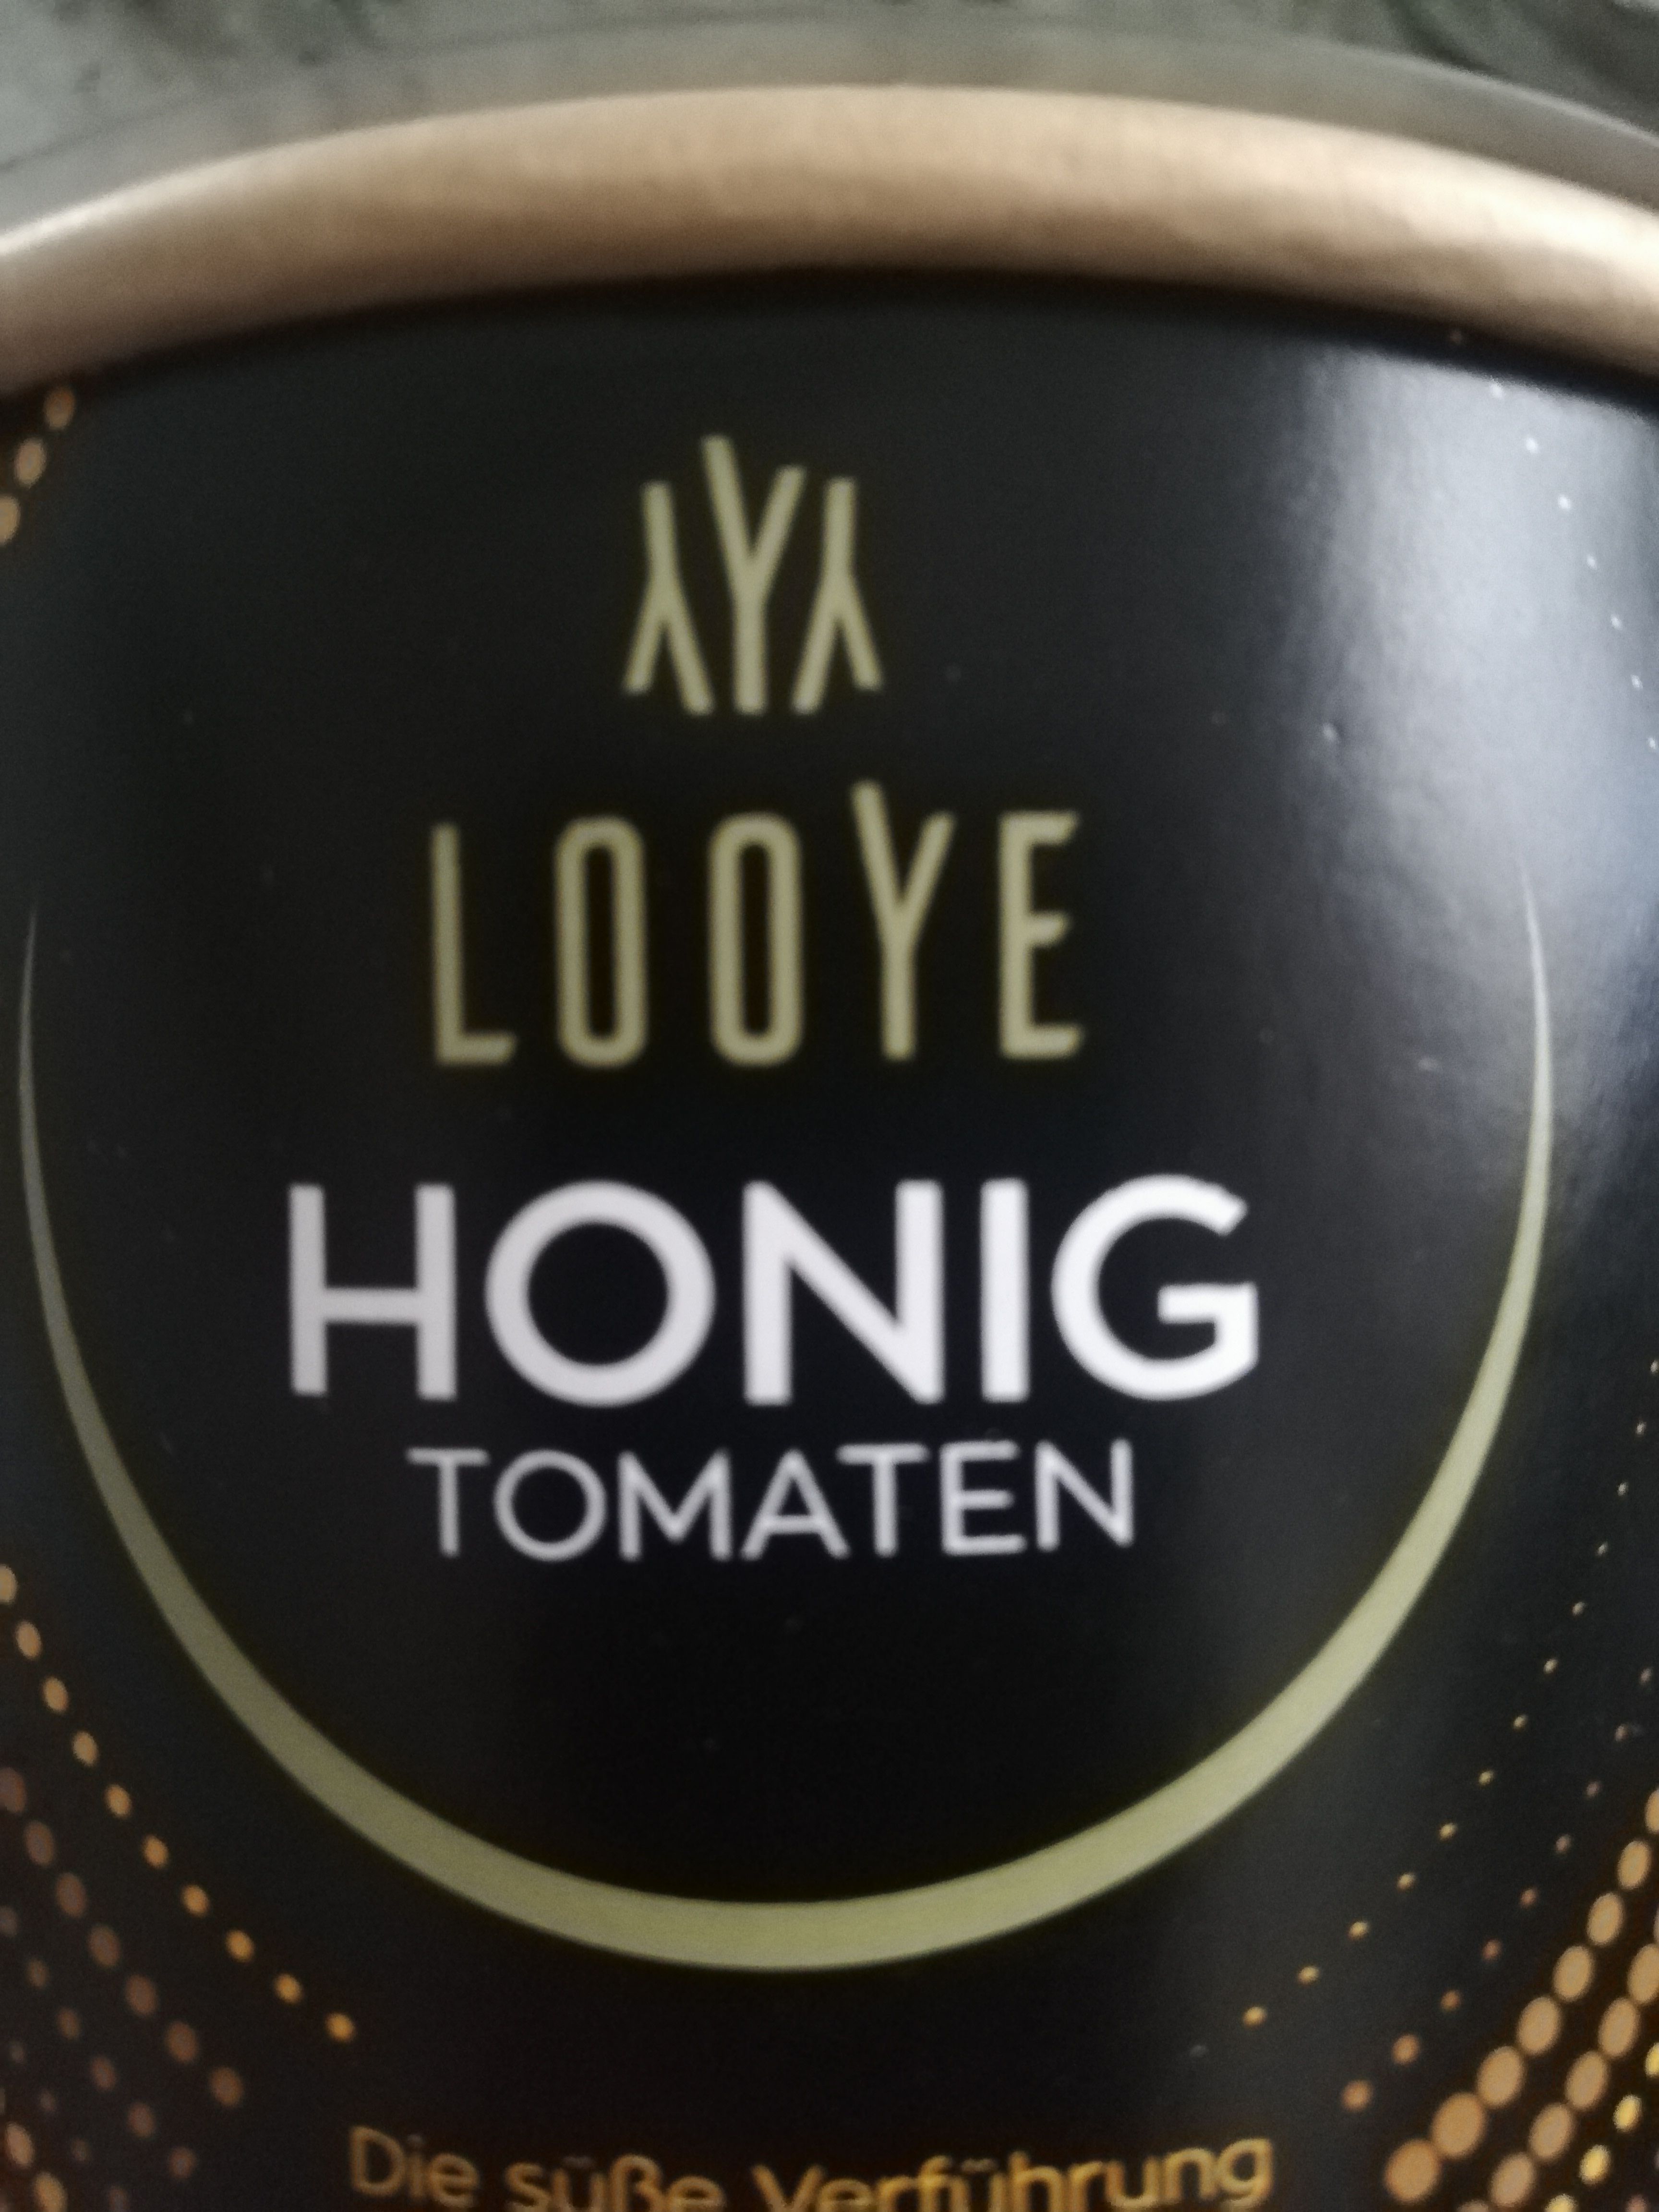 LOOYE
HONIG
TOMATEN
Die süße Verführung